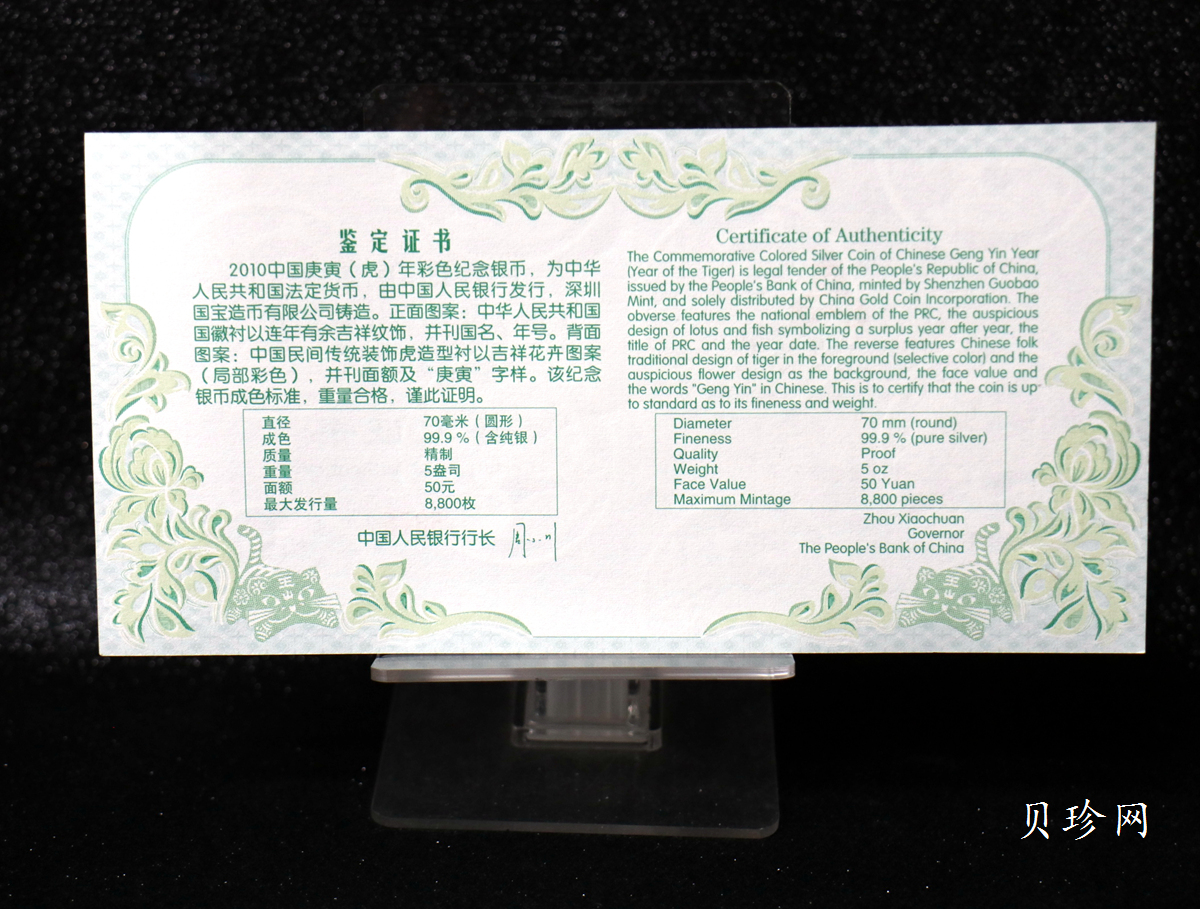 鉴定证书
2010中国庚寅（虎）年彩色纪念银币，为中华
人民共和国法定货币，由中国人民银行发行，深圳
国宝造币有限公司铸造。正面图案：中华人民共和国
国徽衬以连年有余吉祥纹饰，并刊国名、年号。背面
图案：中国民间传统装饰虎造型衬以吉祥花卉图案
（局部彩色），并刊面额及“庚寅”字样。该纪念
银币成色标准，重量合格，谨此证明。
直径 70毫米（圆形）
成色 99.9％（含纯银）
质量 精制
重量 5盎司
面额 50元
最大发行量 8,800枚
中国人民银行行长
Certificate of Authenticity
The Commemorative Colored Silver Coin of Chinese Geng Yin Year
(Year of the Tiger) is legal tender of the People's Republic of China,
issued by the People's Bank of China, minted by Shenzhen Guobao
Mint, and solely distributed by China Gold Coin Incorporation. The
obverse features the national emblem of the PRC, the auspicious
design of lotus and fish symbolizing a surplus year after year, the
title of PRC and the year date. The reverse features Chinese folk
traditional design of tiger in the foreground (selective color) and the
auspicious flower design as the background, the face value and
the words "Geng Yin" in Chinese. This is to certify that the coin is up-
to standard as to its fineness and weight.
Diameter 70 mm (round)
Fineness 99.9 % (pure silver)
Quality Proof
Weight 5 oz
Face Value 50 Yuan
Maximum Mintage 8,800 pieces
Zhou Xiaochuan
Governor
The People's Bank of China
贝珍网